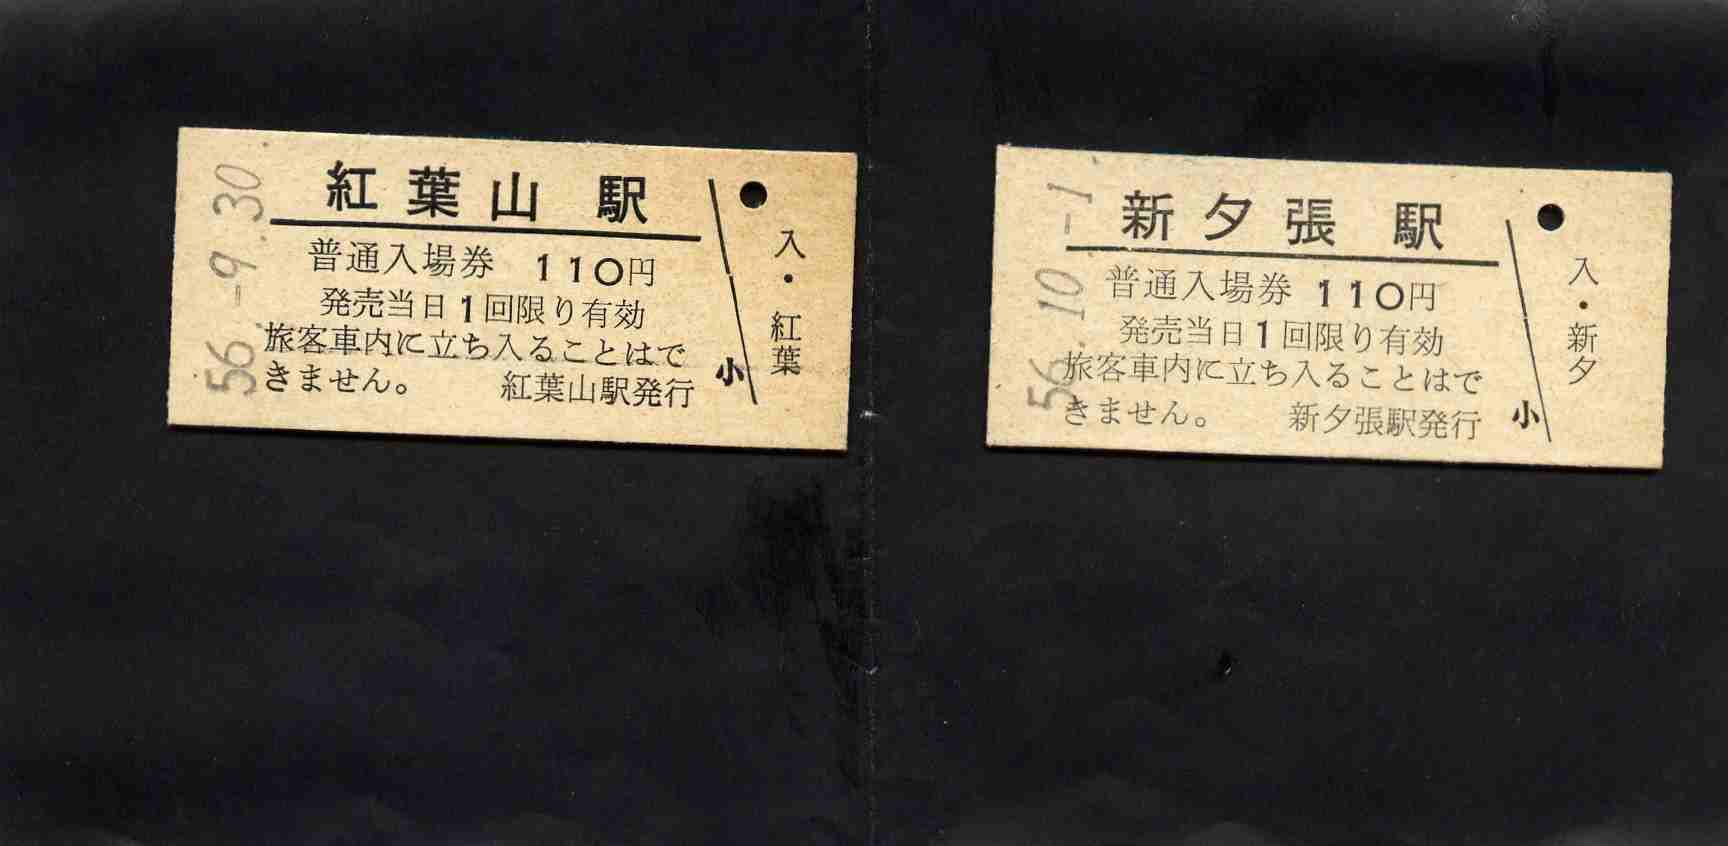 56.-9.30
紅葉山駅
普通入場券 110円
発売当日1回限り有効
旅客車内に立ち入ることはで
きません。 紅葉山駅発行
小
入・紅葉
56.10.-1
新夕張駅
普通入場券 110円
発売当日1回限り有効
旅客車内に立ち入ることはで
きません。 新夕張駅発行
小
入・新夕